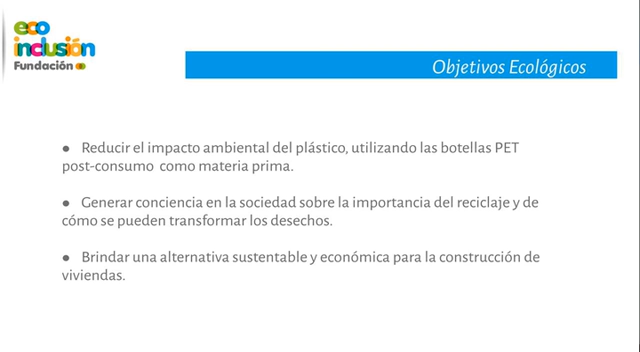 eco
inclusión
Fundación
Objetivos Ecológicos
● Reducir el impacto ambiental del plástico, utilizando las botellas PET
post-consumo como materia prima.
● Generar conciencia en la sociedad sobre la importancia del reciclaje y de
cómo se pueden transformar los desechos.
● Brindar una alternativa sustentable y económica para la construcción de
viviendas.